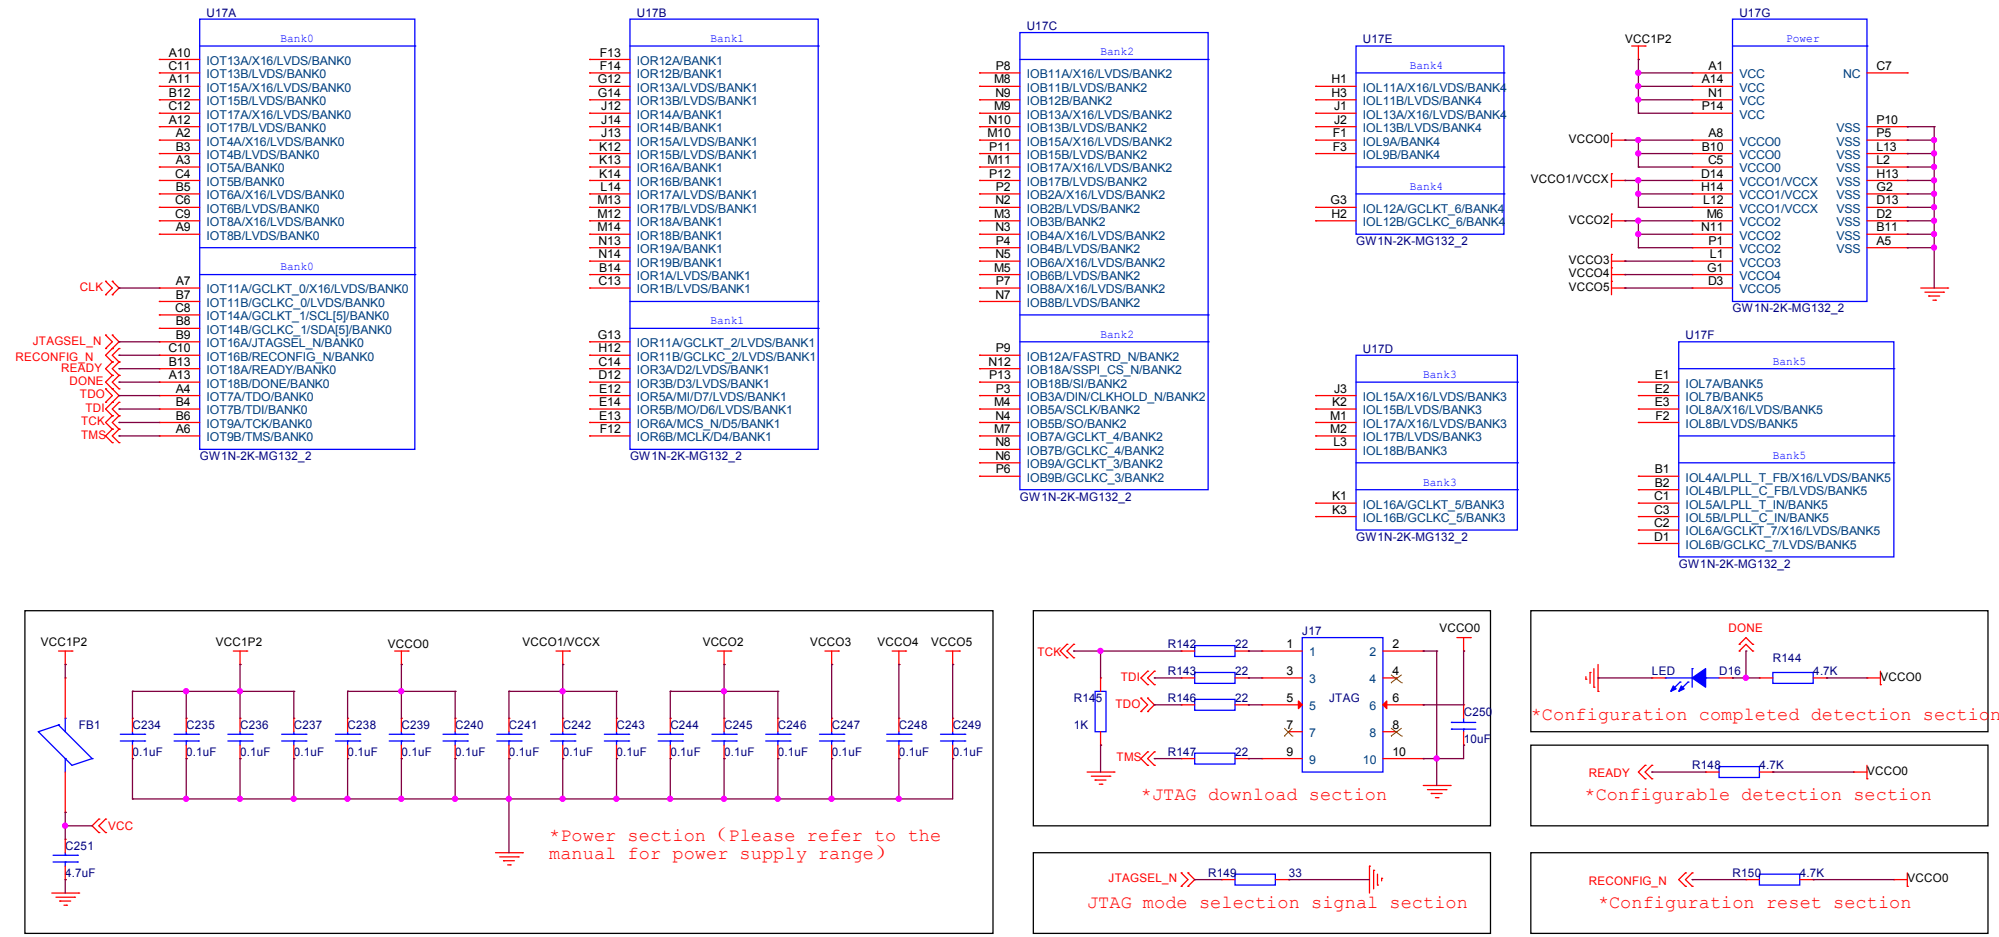 U17A
Bank0
A10 IOT13A/X16/LVDS/BANK0
C11 IOT13B/LVDS/BANK0
A11 IOT15A/X16/LVDS/BANK0
B12 IOT15B/LVDS/BANK0
C12 IOT17A/X16/LVDS/BANK0
A12 IOT17B/LVDS/BANK0
A2 IOT4A/X16/LVDS/BANK0
B3 IOT4B/LVDS/BANK0
A3 IOT5A/BANK0
C4 IOT5B/BANK0
B5 IOT6A/X16/LVDS/BANK0
C6 IOT6B/LVDS/BANK0
C9 IOT8A/X16/LVDS/BANK0
A9 IOT8B/LVDS/BANK0
Bank0
CLK A7 IOT11A/GCLKT_0/X16/LVDS/BANK0
B7 IOT11B/GCLKC_0/LVDS/BANK0
C8 IOT14A/GCLKT_1/SCL[5]/BANK0
B8 IOT14B/GCLKC_1/SDA[5]/BANK0
JTAGSEL_N B9 IOT16A/JTAGSEL_N/BANK0
RECONFIG_N C10 IOT16B/RECONFIG_N/BANK0
READY B13 IOT18A/READY/BANK0
DONE A13 IOT18B/DONE/BANK0
TDO A4 IOT7A/TDO/BANK0
TDI B4 IOT7B/TDI/BANK0
TCK B6 IOT9A/TCK/BANK0
TMS A6 IOT9B/TMS/BANK0
GW1N-2K-MG132_2
U17B
Bank1
F13 IOR12A/BANK1
F14 IOR12B/BANK1
G12 IOR13A/LVDS/BANK1
G14 IOR13B/LVDS/BANK1
J12 IOR14A/BANK1
J14 IOR14B/BANK1
J13 IOR15A/LVDS/BANK1
K12 IOR15B/LVDS/BANK1
K13 IOR16A/BANK1
K14 IOR16B/BANK1
L14 IOR17A/LVDS/BANK1
M13 IOR17B/LVDS/BANK1
M12 IOR18A/BANK1
M14 IOR18B/BANK1
N13 IOR19A/BANK1
N14 IOR19B/BANK1
B14 IOR1A/LVDS/BANK1
C13 IOR1B/LVDS/BANK1
Bank1
G13 IOR11A/GCLKT_2/LVDS/BANK1
H12 IOR11B/GCLKC_2/LVDS/BANK1
C14 IOR3A/D2/LVDS/BANK1
D12 IOR3B/D3/LVDS/BANK1
E12 IOR5A/MI/D7/LVDS/BANK1
E14 IOR5B/MO/D6/LVDS/BANK1
E13 IOR6A/MCS_N/D5/BANK1
F12 IOR6B/MCLK/D4/BANK1
GW1N-2K-MG132_2
U17C
Bank2
P8 IOB11A/X16/LVDS/BANK2
M8 IOB11B/LVDS/BANK2
N9 IOB12B/BANK2
M9 IOB13A/X16/LVDS/BANK2
N10 IOB13B/LVDS/BANK2
M10 IOB15A/X16/LVDS/BANK2
P11 IOB15B/LVDS/BANK2
M11 IOB17A/X16/LVDS/BANK2
P12 IOB17B/LVDS/BANK2
P2 IOB2A/X16/LVDS/BANK2
N2 IOB2B/LVDS/BANK2
M3 IOB3B/BANK2
N3 IOB4A/X16/LVDS/BANK2
P4 IOB4B/LVDS/BANK2
N5 IOB6A/X16/LVDS/BANK2
M5 IOB6B/LVDS/BANK2
P7 IOB8A/X16/LVDS/BANK2
N7 IOB8B/LVDS/BANK2
Bank2
P9 IOB12A/FASTRD_N/BANK2
N12 IOB18A/SSPI_CS_N/BANK2
P13 IOB18B/SI/BANK2
P3 IOB3A/DIN/CLKHOLD_N/BANK2
M4 IOB5A/SCLK/BANK2
N4 IOB5B/SO/BANK2
M7 IOB7A/GCLKT_4/BANK2
N8 IOB7B/GCLKC_4/BANK2
N6 IOB9A/GCLKT_3/BANK2
P6 IOB9B/GCLKC_3/BANK2
GW1N-2K-MG132_2
U17E
Bank4
H1 IOL11A/X16/LVDS/BANK4
H3 IOL11B/LVDS/BANK4
J1 IOL13A/X16/LVDS/BANK4
J2 IOL13B/LVDS/BANK4
F1 IOL9A/BANK4
F3 IOL9B/BANK4
Bank4
G3 IOL12A/GCLKT_6/BANK4
H2 IOL12B/GCLKC_6/BANK4
GW1N-2K-MG132_2
U17D
Bank3
J3 IOL15A/X16/LVDS/BANK3
K2 IOL15B/LVDS/BANK3
M1 IOL17A/X16/LVDS/BANK3
M2 IOL17B/LVDS/BANK3
L3 IOL18B/BANK3
Bank3
K1 IOL16A/GCLKT_5/BANK3
K3 IOL16B/GCLKC_5/BANK3
GW1N-2K-MG132_2
U17G
Power
VCC1P2
A1 VCC NC C7
A14 VCC
N1 VCC
P14 VCC
VSS P10
VCCO0 A8 VCCO0 VSS P5
B10 VCCO0 VSS L13
C5 VCCO0 VSS L2
VCCO1/VCCX D14 VCCO1/VCCX VSS H13
H14 VCCO1/VCCX VSS G2
L12 VCCO1/VCCX VSS D13
VCCO2 M6 VCCO2 VSS D2
N11 VCCO2 VSS B11
P1 VCCO2 VSS A5
VCCO3 L1 VCCO3
VCCO4 G1 VCCO4
VCCO5 D3 VCCO5
GW1N-2K-MG132_2
U17F
Bank5
E1 IOL7A/BANK5
E2 IOL7B/BANK5
E3 IOL8A/X16/LVDS/BANK5
F2 IOL8B/LVDS/BANK5
Bank5
B1 IOL4A/LPLL_T_FB/X16/LVDS/BANK5
B2 IOL4B/LPLL_C_FB/LVDS/BANK5
C1 IOL5A/LPLL_T_IN/BANK5
C3 IOL5B/LPLL_C_IN/BANK5
C2 IOL6A/GCLKT_7/X16/LVDS/BANK5
D1 IOL6B/GCLKC_7/LVDS/BANK5
GW1N-2K-MG132_2
VCC1P2 VCC1P2 VCCO0 VCCO1/VCCX VCCO2 VCCO3 VCCO4 VCCO5
FB1 C234 C235 C236 C237 C238 C239 C240 C241 C242 C243 C244 C245 C246 C247 C248 C249
0.1uF 0.1uF 0.1uF 0.1uF 0.1uF 0.1uF 0.1uF 0.1uF 0.1uF 0.1uF 0.1uF 0.1uF 0.1uF 0.1uF 0.1uF 0.1uF
VCC
C251
4.7uF
*Power section (Please refer to the
manual for power supply range)
J17
VCCO0
TCK R142 22 1 1 2 2
TDI R143 22 3 3 4 4
R145 TDO R146 22 5 5 JTAG 6 6 C250
1K 7 7 8 8 10uF
TMS R147 22 9 9 10 10
*JTAG download section
JTAGSEL_N R149 33
JTAG mode selection signal section
DONE
LED D16 R144 4.7K VCCO0
*Configuration completed detection section
READY R148 4.7K VCCO0
*Configurable detection section
RECONFIG_N R150 4.7K VCCO0
*Configuration reset section